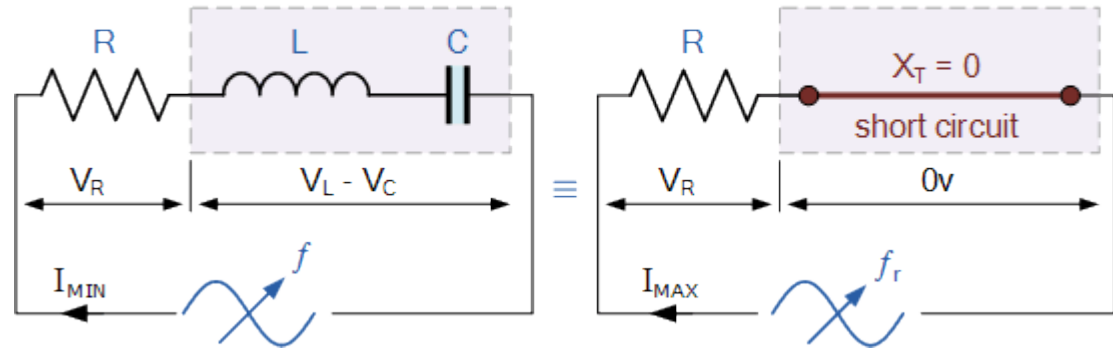 R L C
V_R V_L - V_C
I_MIN f
≡
R X_T = 0
short circuit
V_R 0v
I_MAX f_r